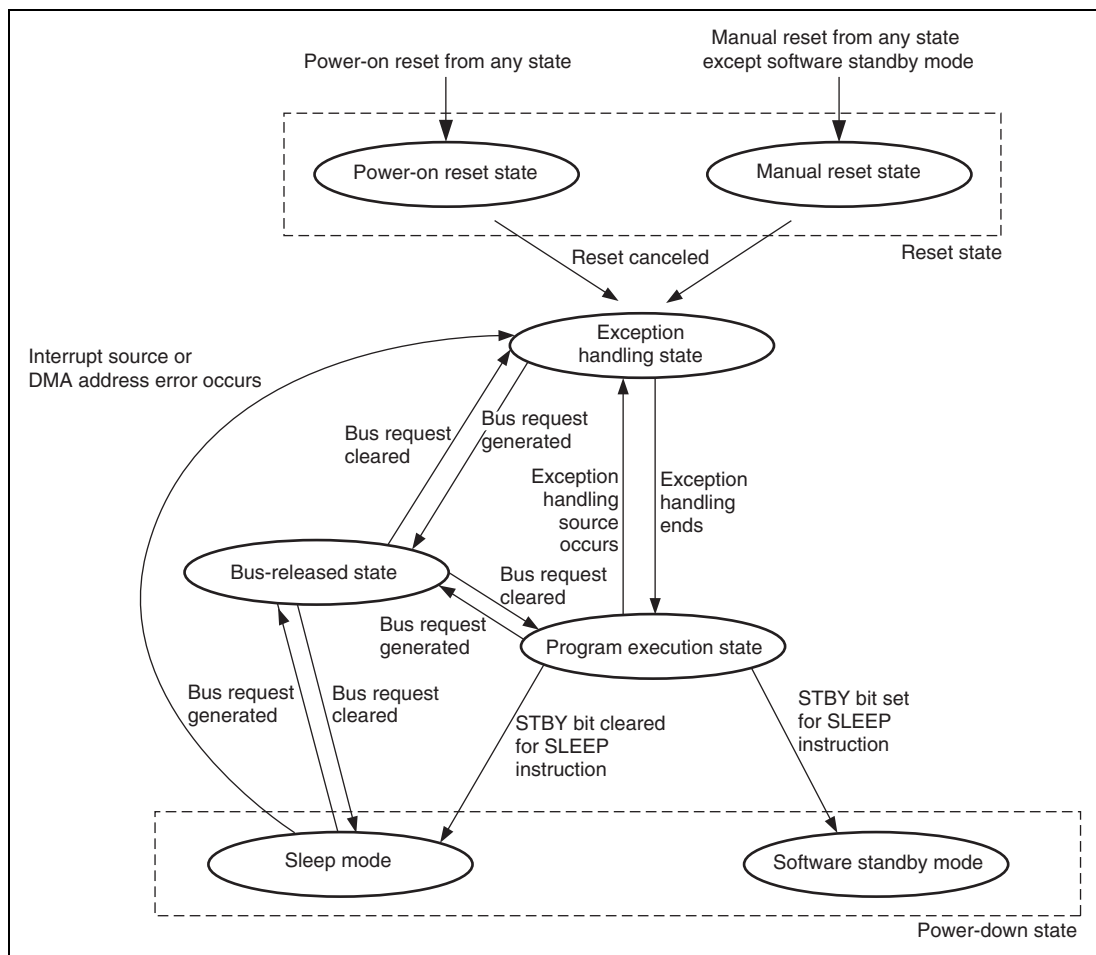 Power-on reset from any state
Manual reset from any state
except software standby mode
Power-on reset state
Manual reset state
Reset state
Reset canceled
Exception
handling state
Interrupt source or
DMA address error occurs
Bus request
cleared
Bus request
generated
Exception
handling
source
occurs
Exception
handling
ends
Bus-released state
Bus request
cleared
Bus request
generated
Program execution state
Bus request
generated
Bus request
cleared
STBY bit cleared
for SLEEP
instruction
STBY bit set
for SLEEP
instruction
Sleep mode
Software standby mode
Power-down state